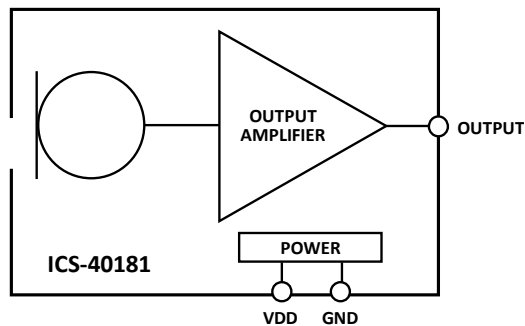 OUTPUT
AMPLIFIER
OUTPUT
POWER
ICS-40181
VDD
GND